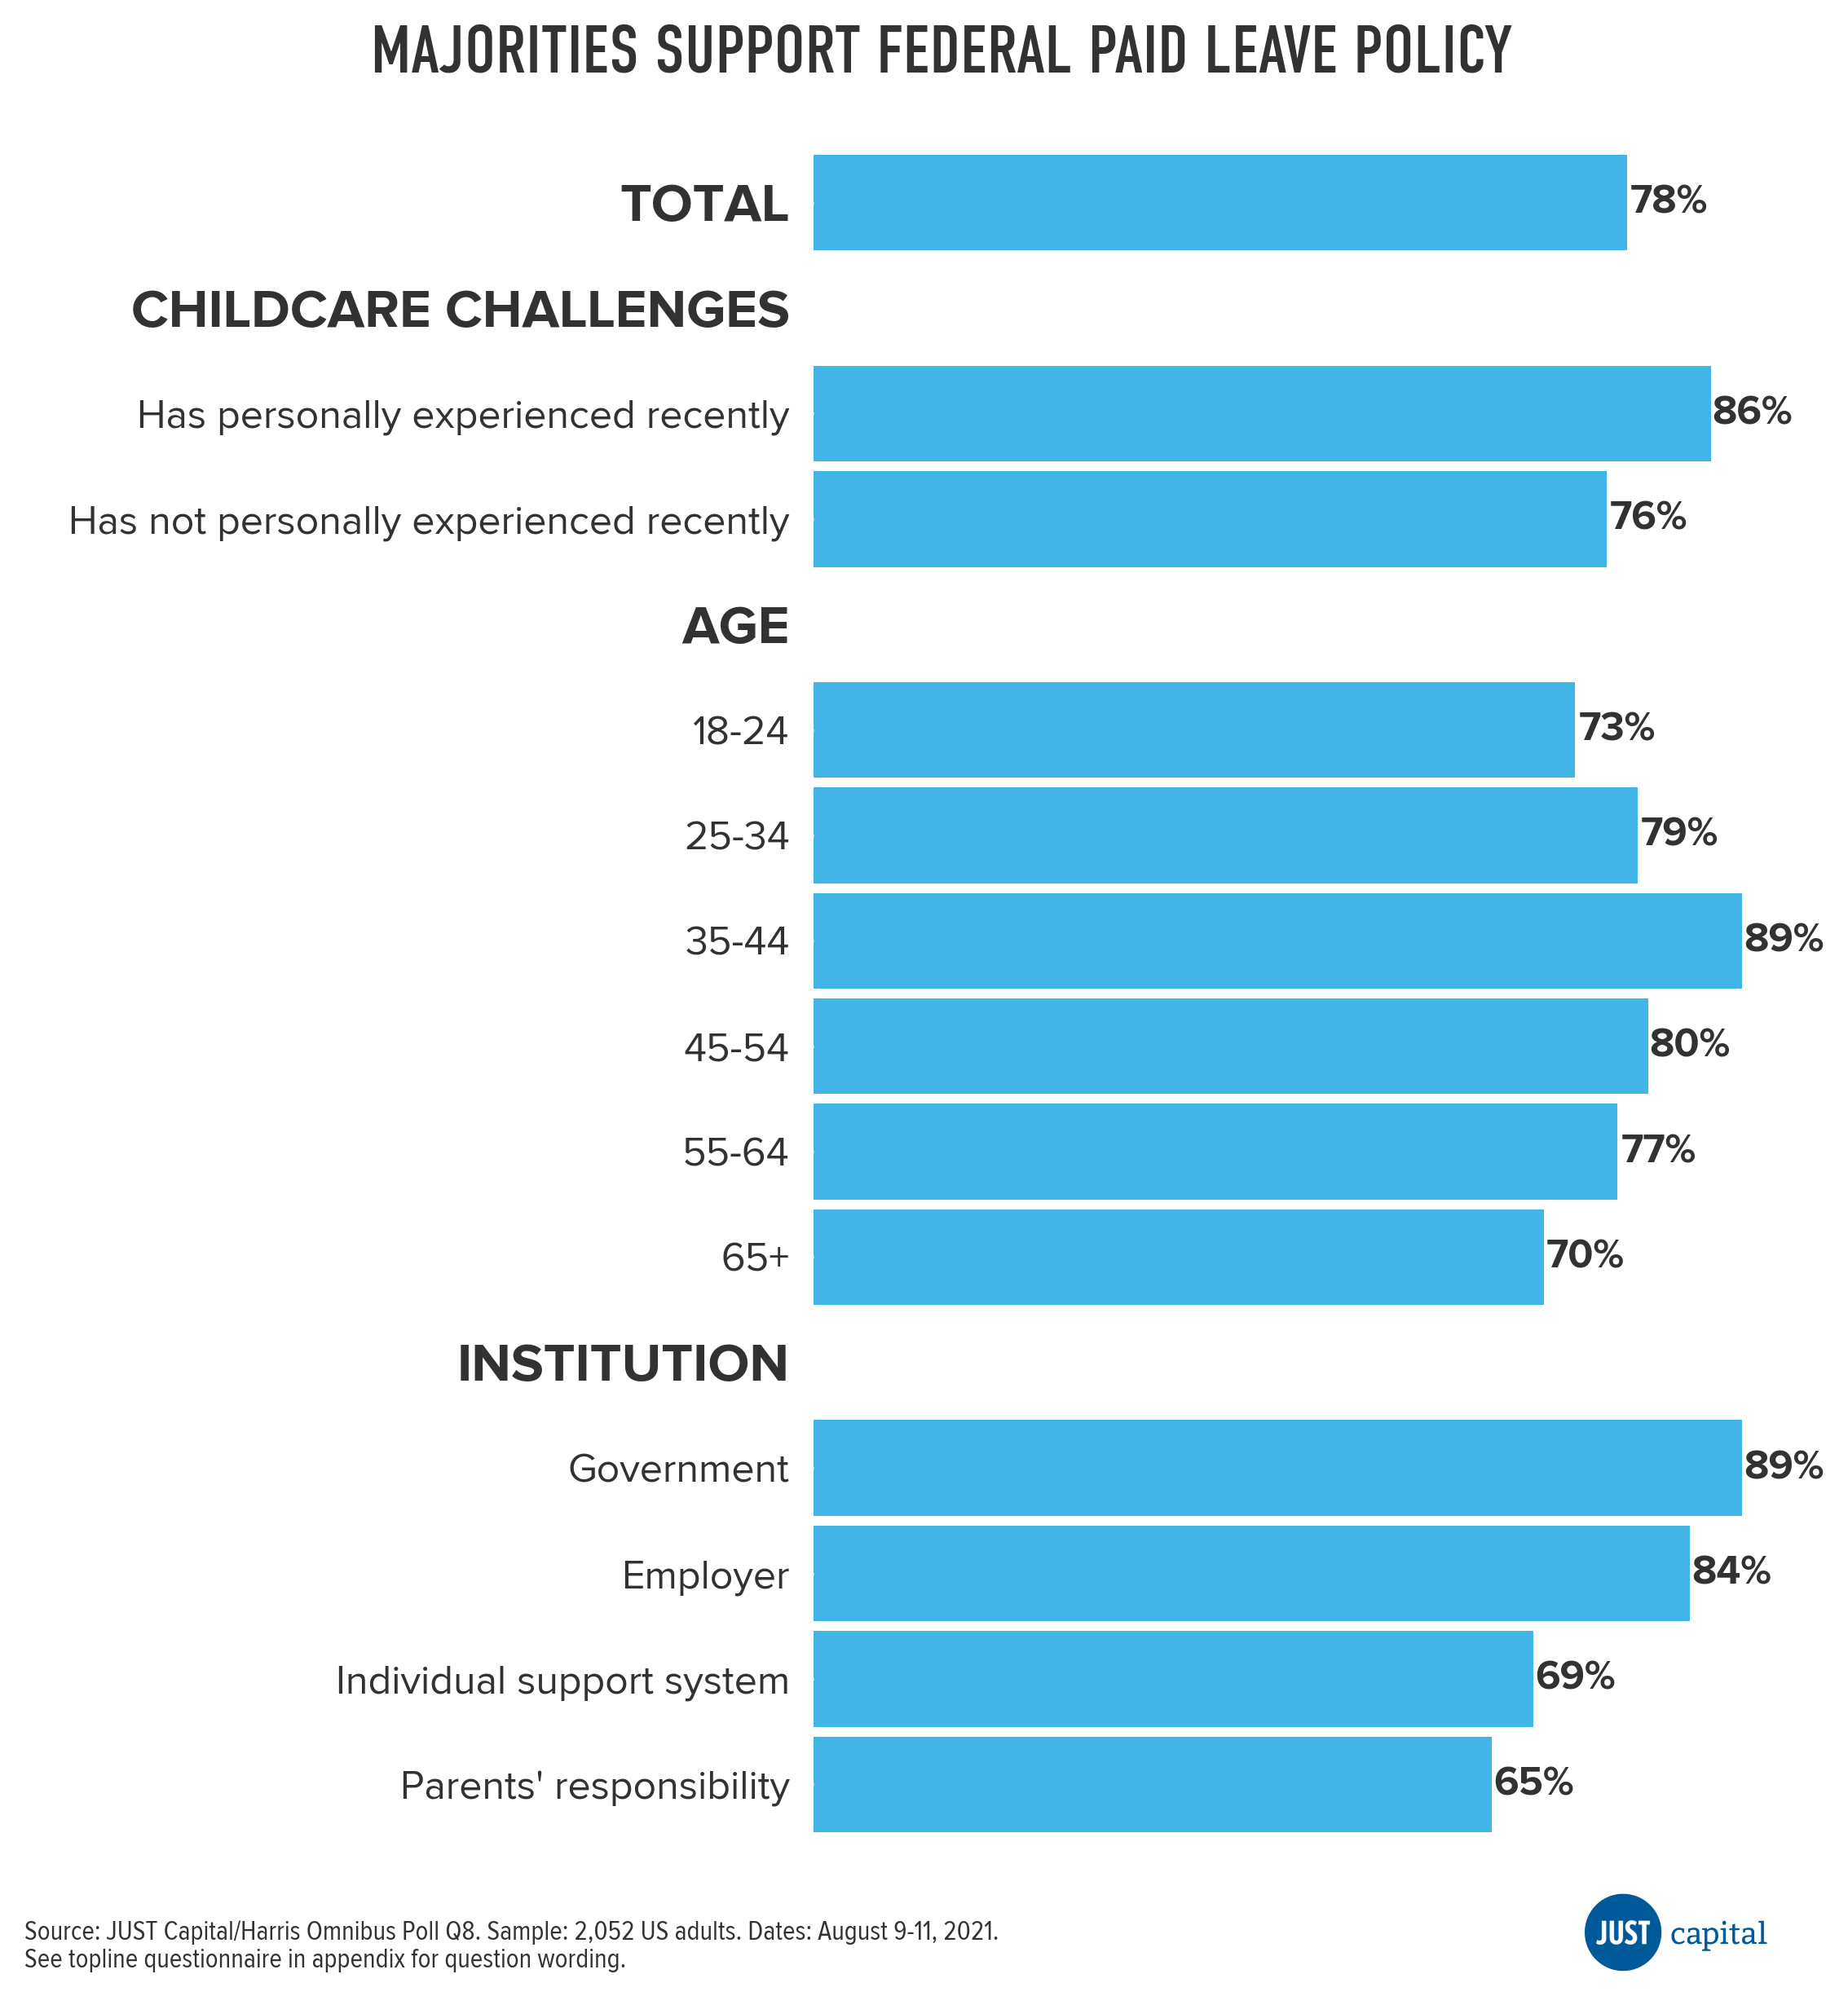 MAJORITIES SUPPORT FEDERAL PAID LEAVE POLICY
TOTAL 78%
CHILDCARE CHALLENGES
Has personally experienced recently 86%
Has not personally experienced recently 76%
AGE
18-24 73%
25-34 79%
35-44 89%
45-54 80%
55-64 77%
65+ 70%
INSTITUTION
Government 89%
Employer 84%
Individual support system 69%
Parents' responsibility 65%
Source: JUST Capital/Harris Omnibus Poll Q8. Sample: 2,052 US adults. Dates: August 9-11, 2021.
See topline questionnaire in appendix for question wording.
JUST capital